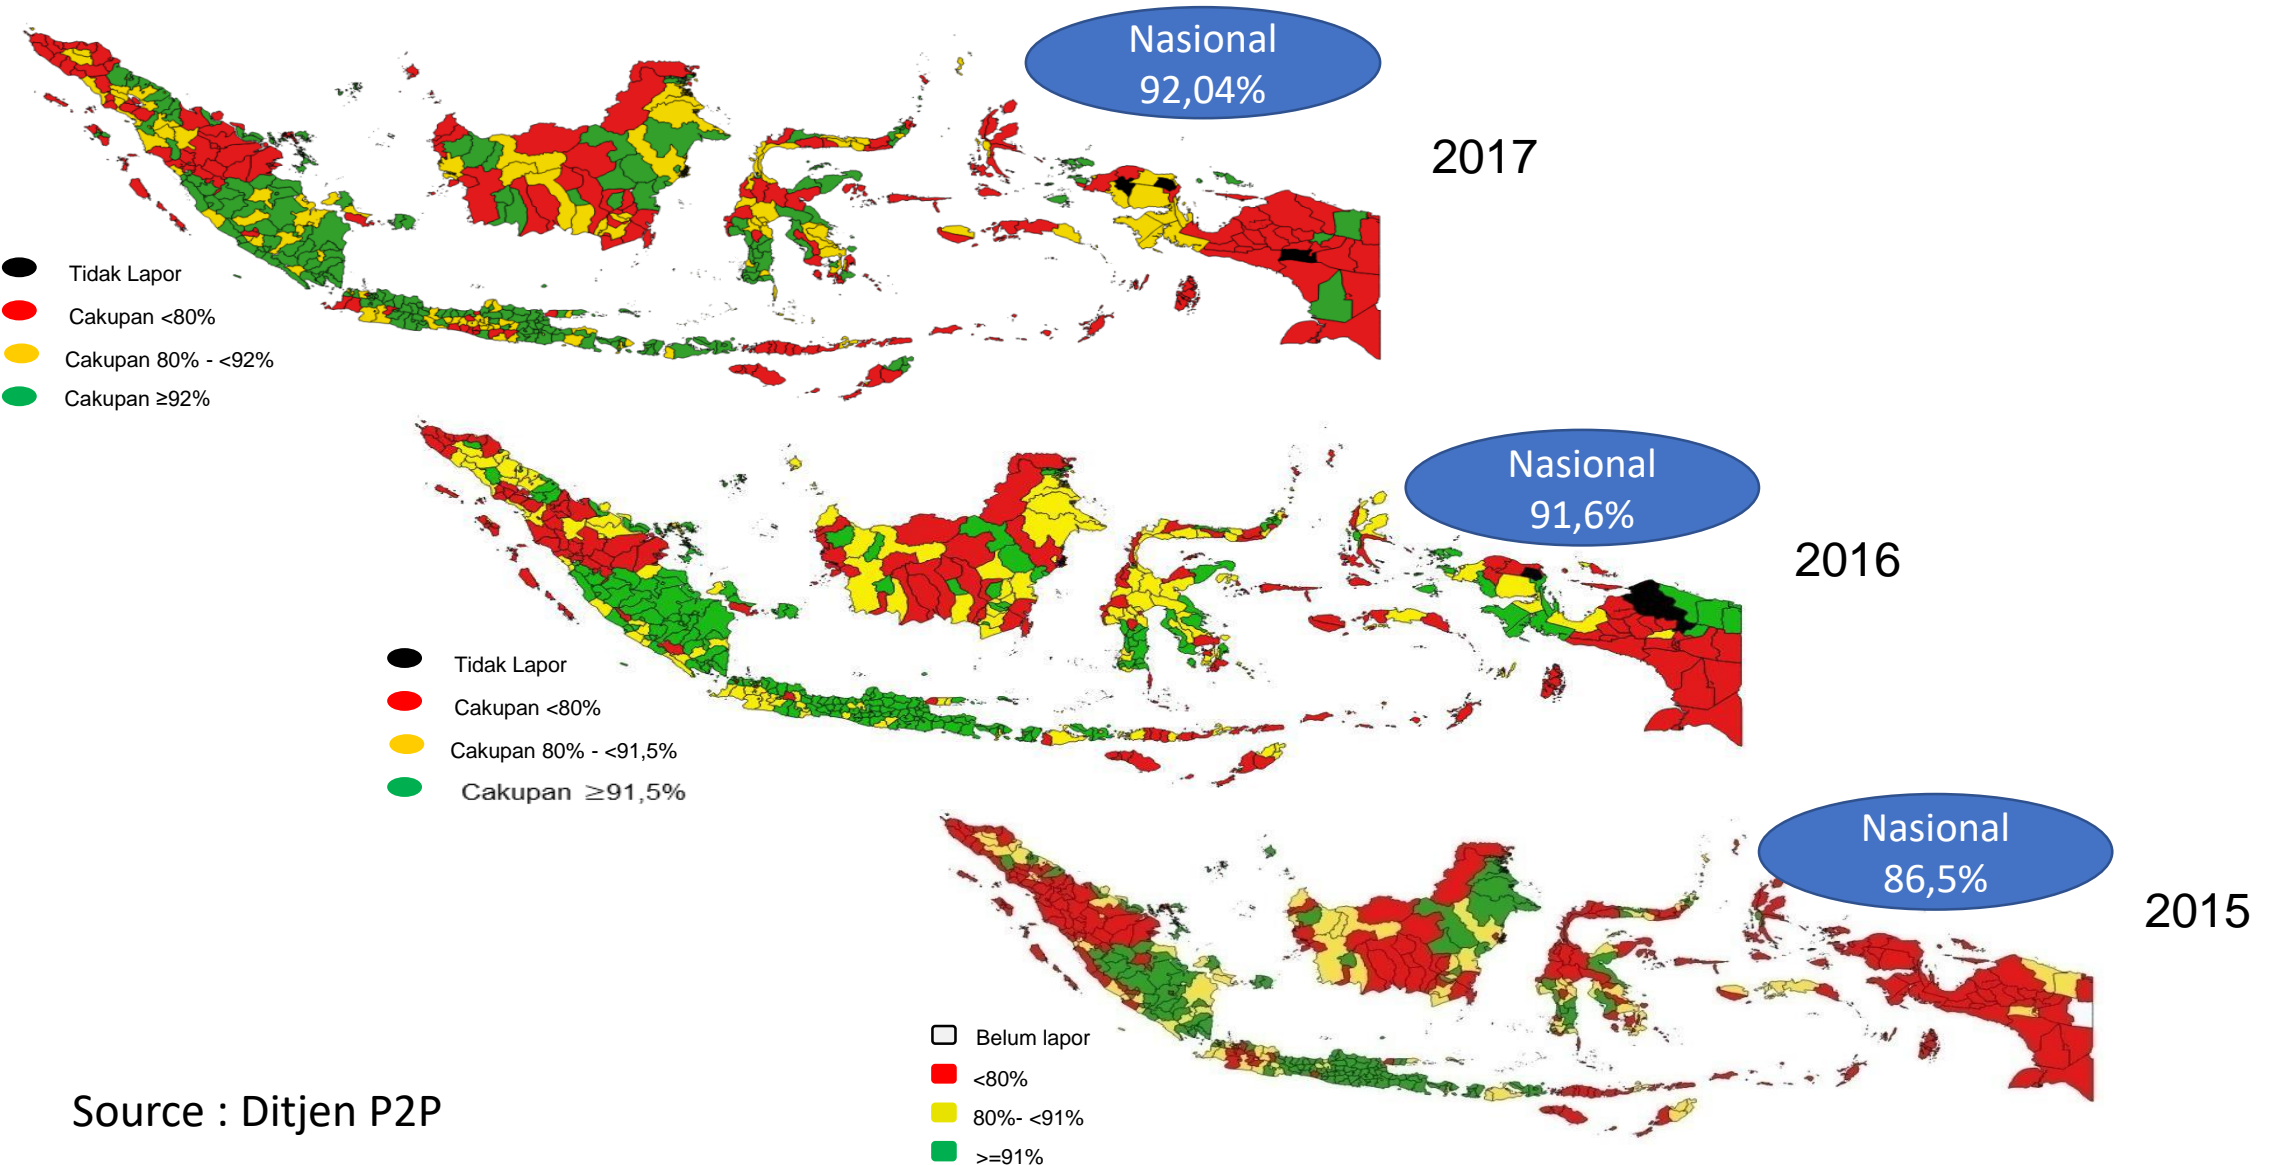 Nasional
92,04%
2017
Tidak Lapor
Cakupan <80%
Cakupan 80% - <92%
Cakupan ≥92%
Nasional
91,6%
2016
Tidak Lapor
Cakupan <80%
Cakupan 80% - <91,5%
Cakupan ≥91,5%
Nasional
86,5%
2015
Belum lapor
<80%
80%- <91%
>=91%
Source : Ditjen P2P